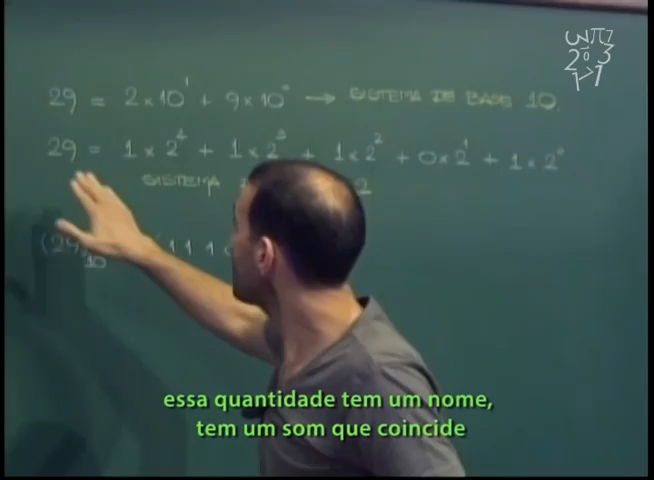 29 = 2×10¹ + 9×10⁰ → SISTEMA DE BASE 10.
29 = 1 × 2⁴ + 1×2³ + 1×2² + 0×2¹ + 1×2⁰
SISTEMA 2
111
10
essa quantidade tem um nome,
tem um som que coincide